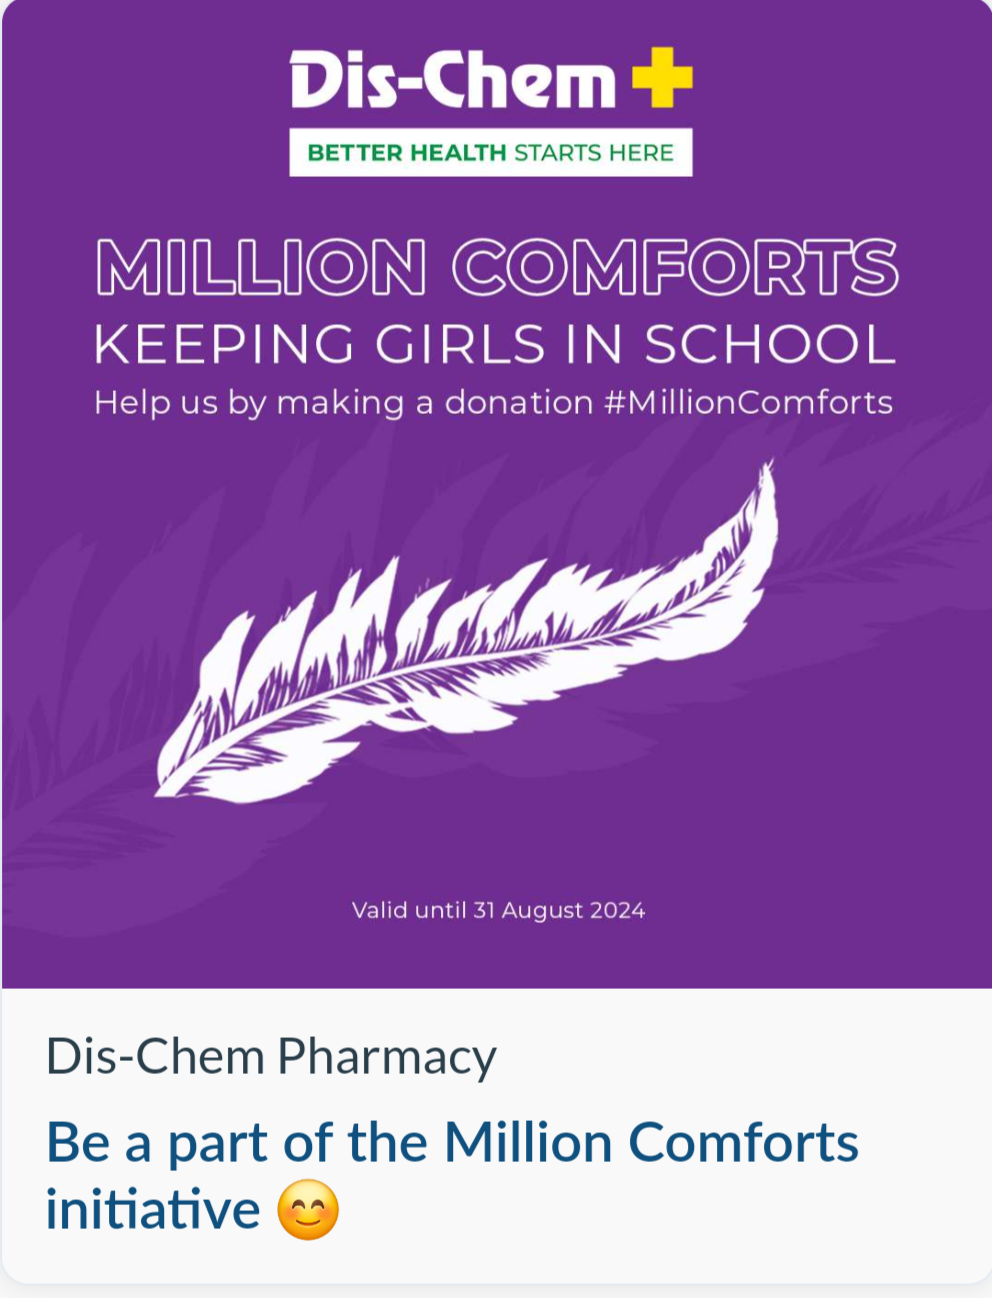 Dis-Chem
BETTER HEALTH STARTS HERE
MILLION COMFORTS
KEEPING GIRLS IN SCHOOL
Help us by making a donation #MillionComforts
Valid until 31 August 2024
Dis-Chem Pharmacy
Be a part of the Million Comforts
initiative 😊